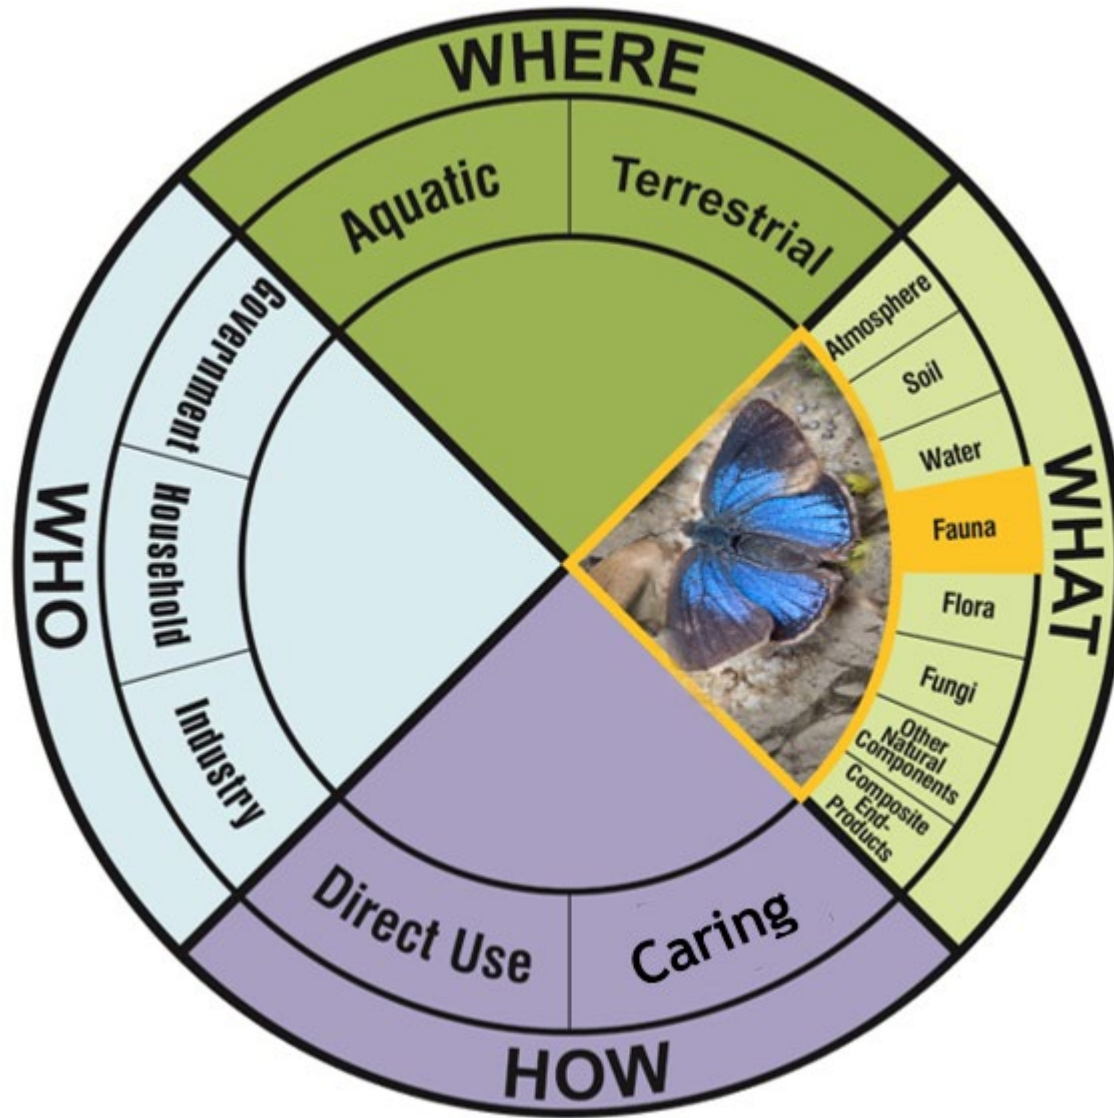 WHERE
Aquatic
Terrestrial
WHAT
Atmosphere
Soil
Water
Fauna
Flora
Fungi
Other
Natural
Components
Composite
End-
Products
HOW
Direct Use
Caring
WHO
Government
Household
Industry